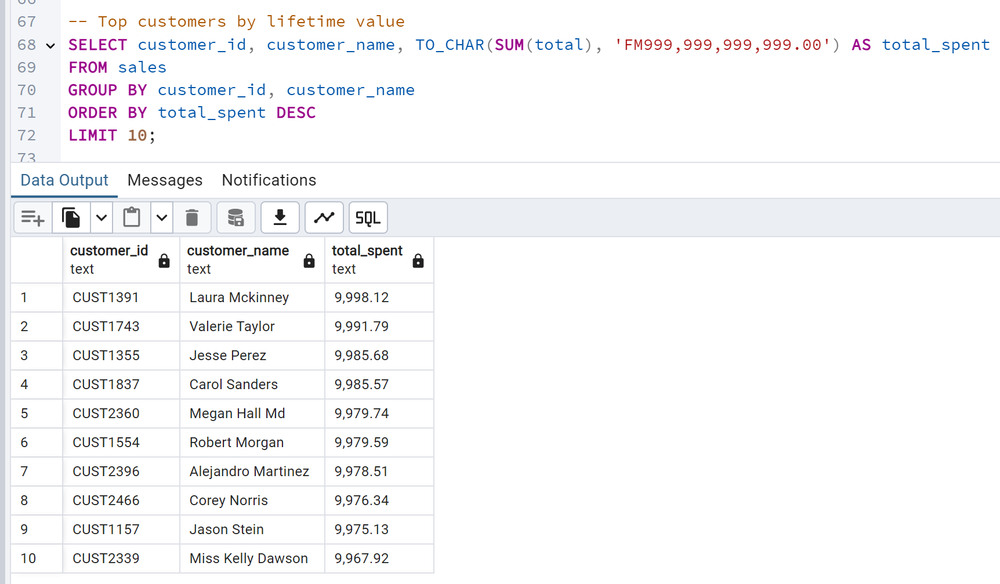 67 -- Top customers by lifetime value
68 SELECT customer_id, customer_name, TO_CHAR(SUM(total), 'FM999,999,999,999.00') AS total_spent
69 FROM sales
70 GROUP BY customer_id, customer_name
71 ORDER BY total_spent DESC
72 LIMIT 10;
73
Data Output Messages Notifications
SQL
customer_id customer_name total_spent
text text text
1 CUST1391 Laura Mckinney 9,998.12
2 CUST1743 Valerie Taylor 9,991.79
3 CUST1355 Jesse Perez 9,985.68
4 CUST1837 Carol Sanders 9,985.57
5 CUST2360 Megan Hall Md 9,979.74
6 CUST1554 Robert Morgan 9,979.59
7 CUST2396 Alejandro Martinez 9,978.51
8 CUST2466 Corey Norris 9,976.34
9 CUST1157 Jason Stein 9,975.13
10 CUST2339 Miss Kelly Dawson 9,967.92